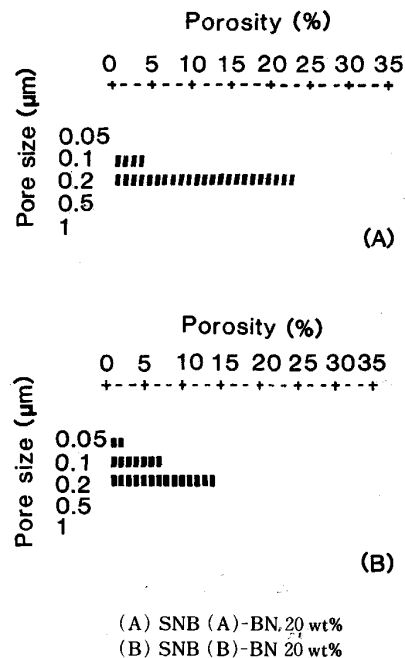 Porosity (%)
0 5 10 15 20 25 30 35
Pore size (μm)
0.05
0.1
0.2
0.5
1
(A)
Porosity (%)
0 5 10 15 20 25 30 35
Pore size (μm)
0.05
0.1
0.2
0.5
1
(B)
(A) SNB (A)-BN, 20 wt%
(B) SNB (B)-BN 20 wt%